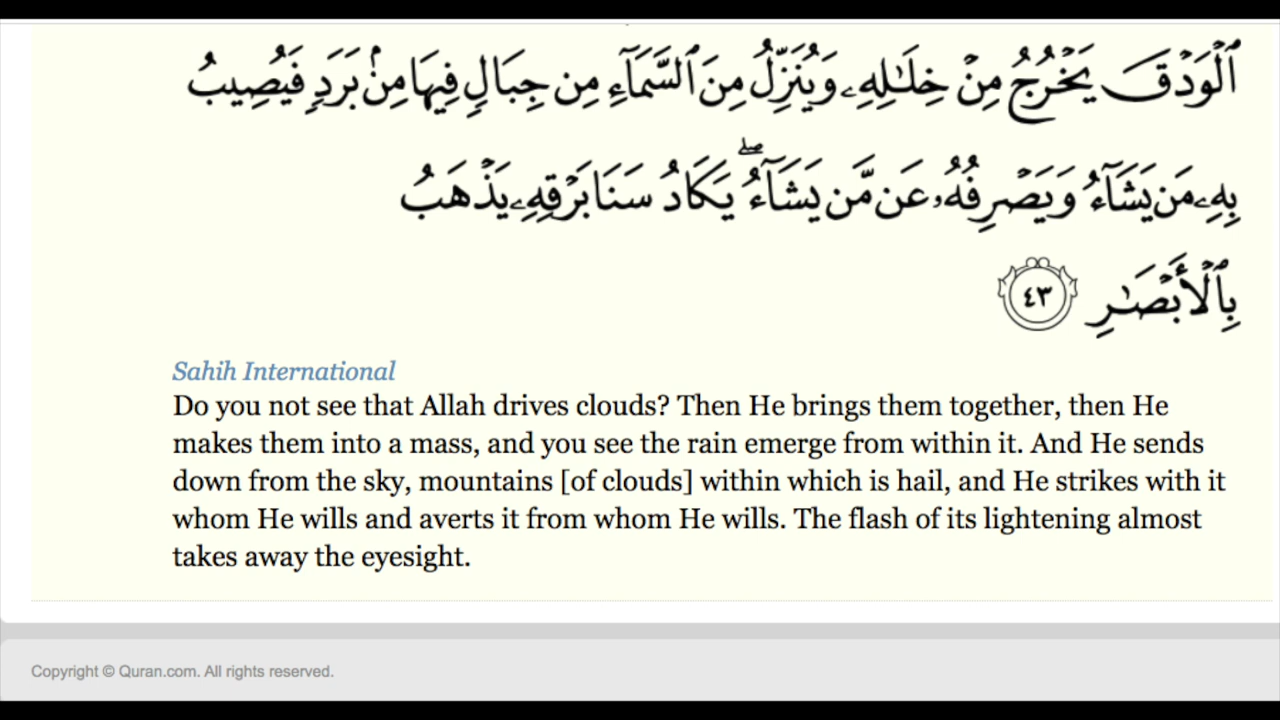 ٱلْوَدْقَ يَخْرُجُ مِنْ خِلَـٰلِهِۦ وَيُنَزِّلُ مِنَ ٱلسَّمَآءِ مِن جِبَالٍ فِيهَا مِنۢ بَرَدٍ فَيُصِيبُ
بِهِۦ مَن يَشَآءُ وَيَصْرِفُهُۥ عَن مَّن يَشَآءُ ۖ يَكَادُ سَنَا بَرْقِهِۦ يَذْهَبُ
بِٱلْأَبْصَـٰرِ ٤٣
Sahih International
Do you not see that Allah drives clouds? Then He brings them together, then He
makes them into a mass, and you see the rain emerge from within it. And He sends
down from the sky, mountains [of clouds] within which is hail, and He strikes with it
whom He wills and averts it from whom He wills. The flash of its lightening almost
takes away the eyesight.
Copyright © Quran.com. All rights reserved.